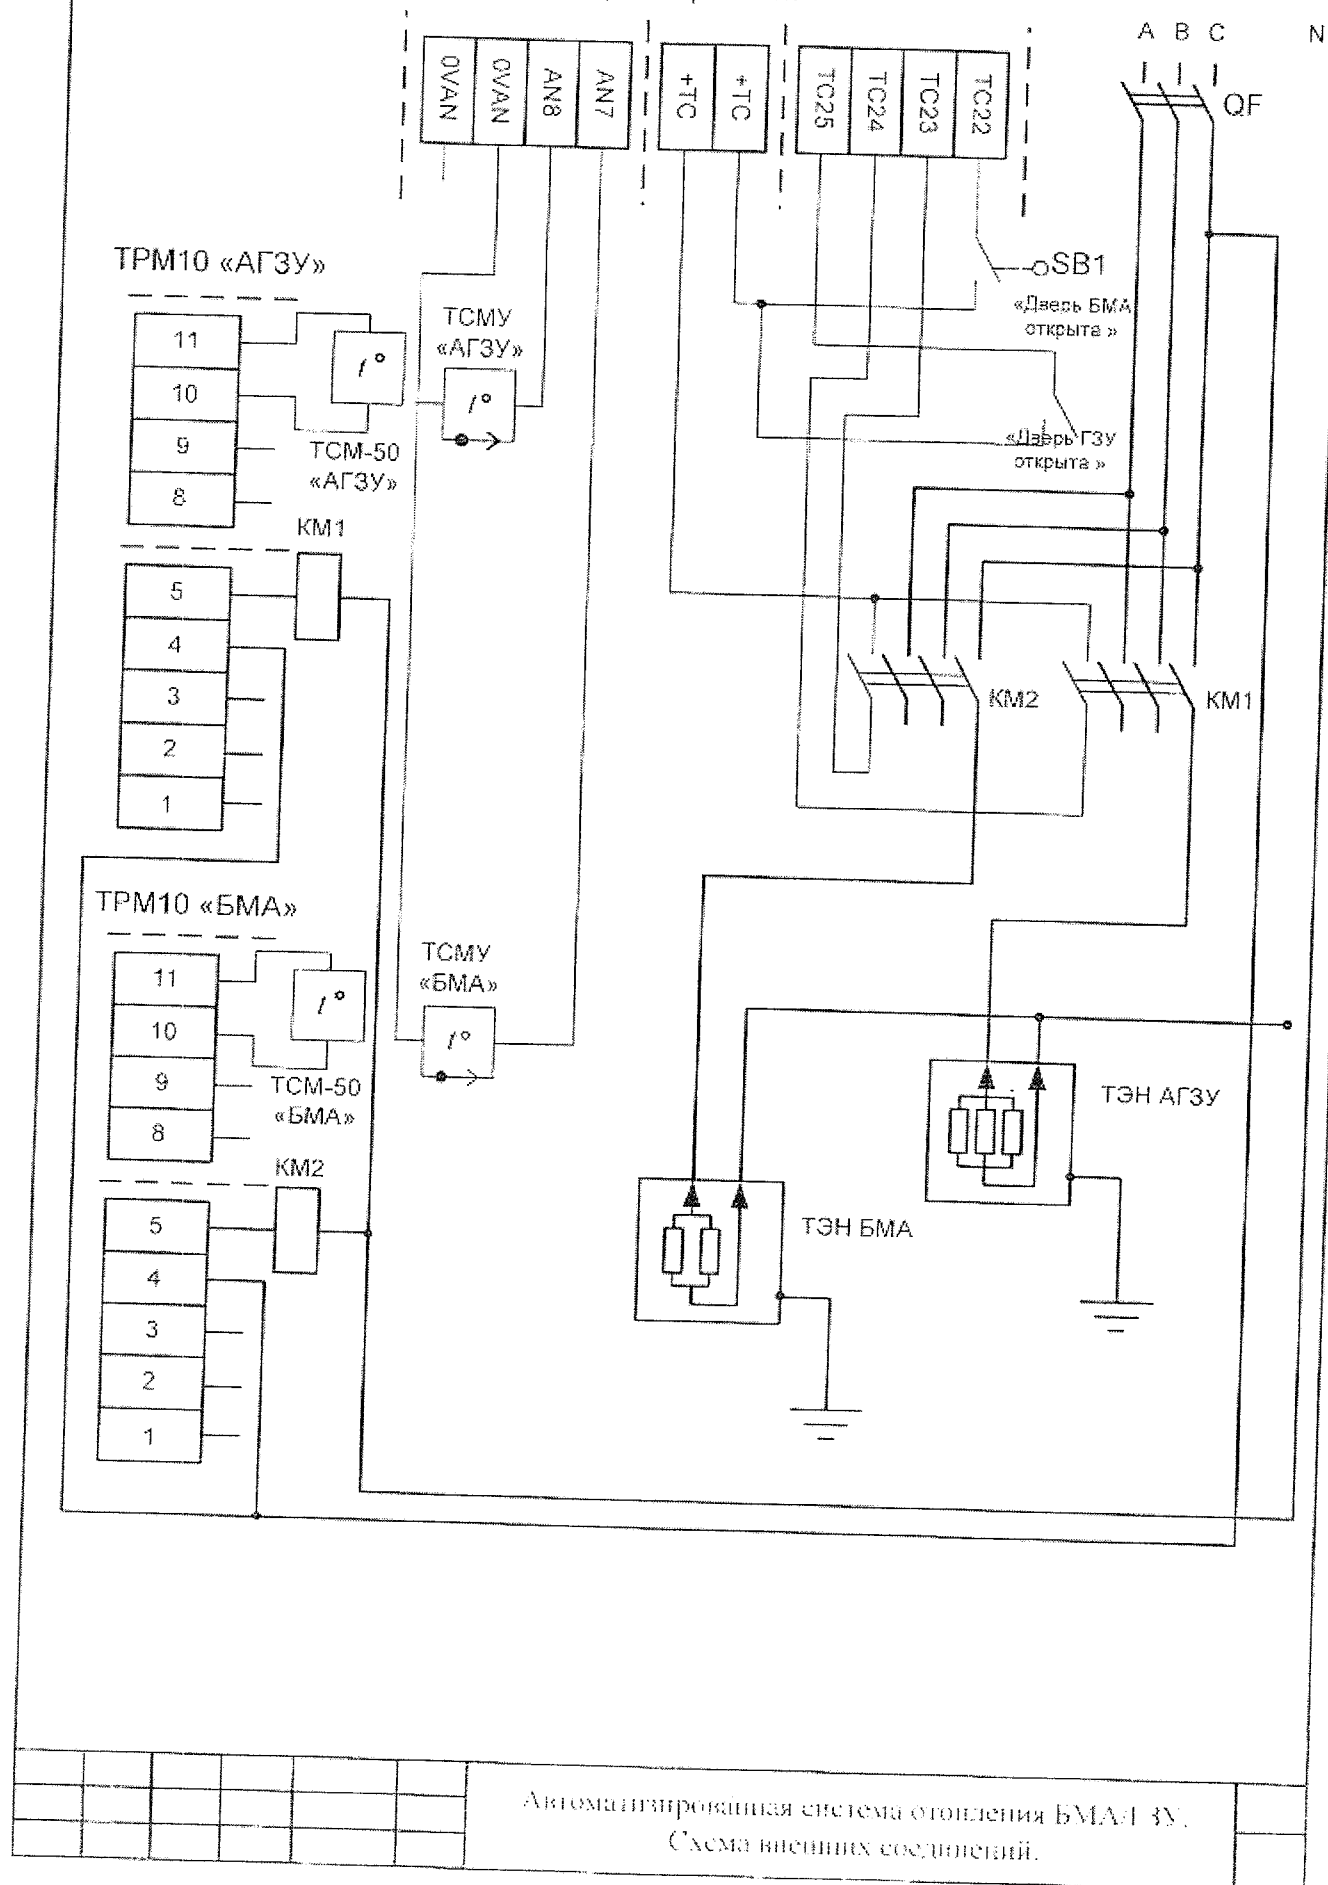 0VAN
0VAN
AN8
AN7
+TC
+TC
TC25
TC24
TC23
TC22
A B C N
QF
ТРМ10 «АГЗУ»
11
10
9
8
t°
ТСМ-50
«АГЗУ»
ТСМУ
«АГЗУ»
t°
SB1
«Дверь БМА
открыта »
«Дверь ГЗУ
открыта »
КМ1
5
4
3
2
1
КМ2
КМ1
ТРМ10 «БМА»
11
10
9
8
t°
ТСМ-50
«БМА»
ТСМУ
«БМА»
t°
КМ2
5
4
3
2
1
ТЭН АГЗУ
ТЭН БМА
Автоматизированная система отопления БМА/ГЗУ.
Схема внешних соединений.